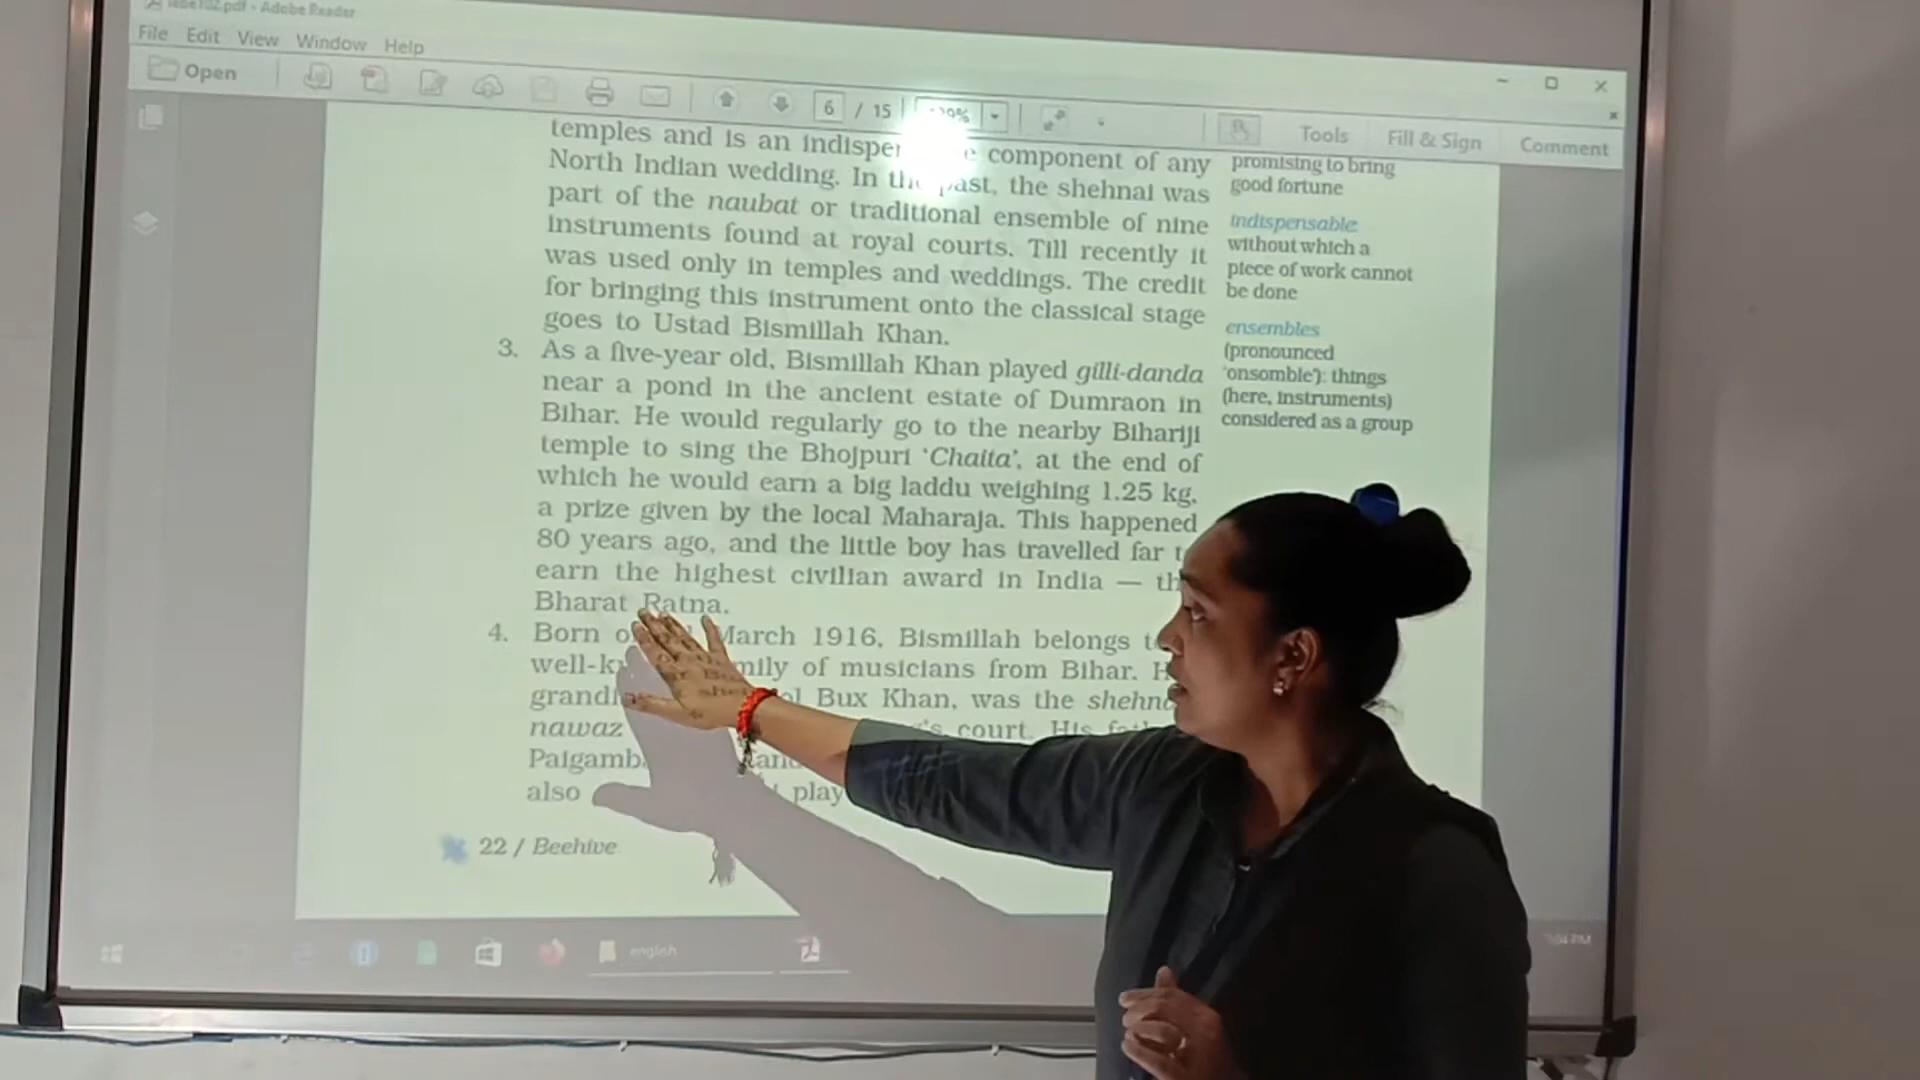 .pdf - Adobe Reader
File Edit View Window Help
Open
6 / 15
Tools Fill & Sign Comment
temples and is an component of any
North Indian wedding. In the past, the shehnai was
part of the naubat or traditional ensemble of nine
instruments found at royal courts. Till recently it
was used only in temples and weddings. The credit
for bringing this instrument onto the classical stage
goes to Ustad Bismillah Khan.
promising to bring
good fortune
indispensable:
without which a
piece of work cannot
be done
ensembles
(pronounced
‘onsomble’): things
(here, instruments)
considered as a group
3. As a five-year old, Bismillah Khan played gilli-danda
near a pond in the ancient estate of Dumraon in
Bihar. He would regularly go to the nearby Bihariji
temple to sing the Bhojpuri ‘Chaita’, at the end of
which he would earn a big laddu weighing 1.25 kg,
a prize given by the local Maharaja. This happened
80 years ago, and the little boy has travelled far
earn the highest civilian award in India —
Bharat Ratna.
4. Born March 1916, Bismillah belongs
of musicians from Bihar.
Bux Khan, was the
nawaz court. His
also play
22 / Beehive
english